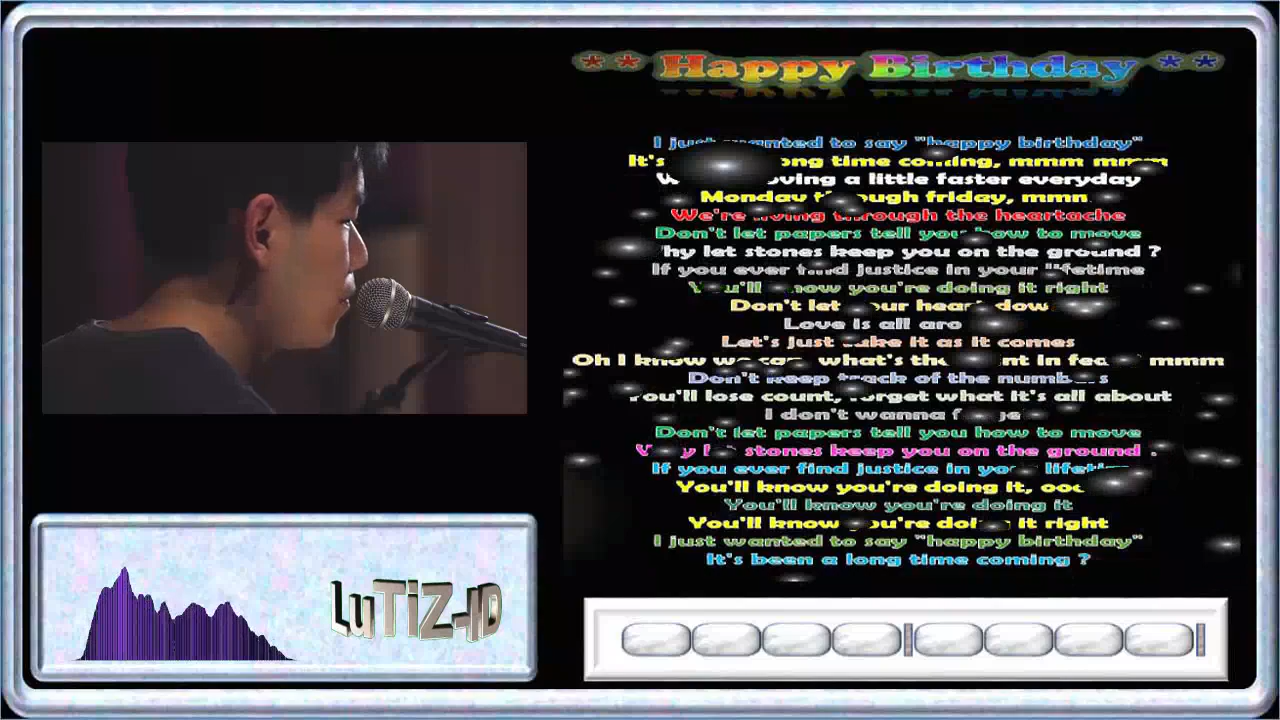 ** Happy Birthday **
I just wanted to say "happy birthday"
It's long time coming, mmm mmm
moving a little faster everyday
Monday through friday, mmm
We're living through the heartache
Don't let papers tell you how to move
Why let stones keep you on the ground ?
If you ever find justice in your lifetime
You'll know you're doing it right
Don't let your heart down
Love is all aro
Let's just take it as it comes
Oh I know we can, what's the in mmm
Don't keep track of the numbers
You'll lose count, forget what it's all about
I don't wanna
Don't let papers tell you how to move
Why let stones keep you on the ground
If you ever find justice in your lifetime
You'll know you're doing it, ooo
You'll know you're doing it
You'll know you're doing it right
I just wanted to say "happy birthday"
It's been a long time coming ?
LuTiZ-ID